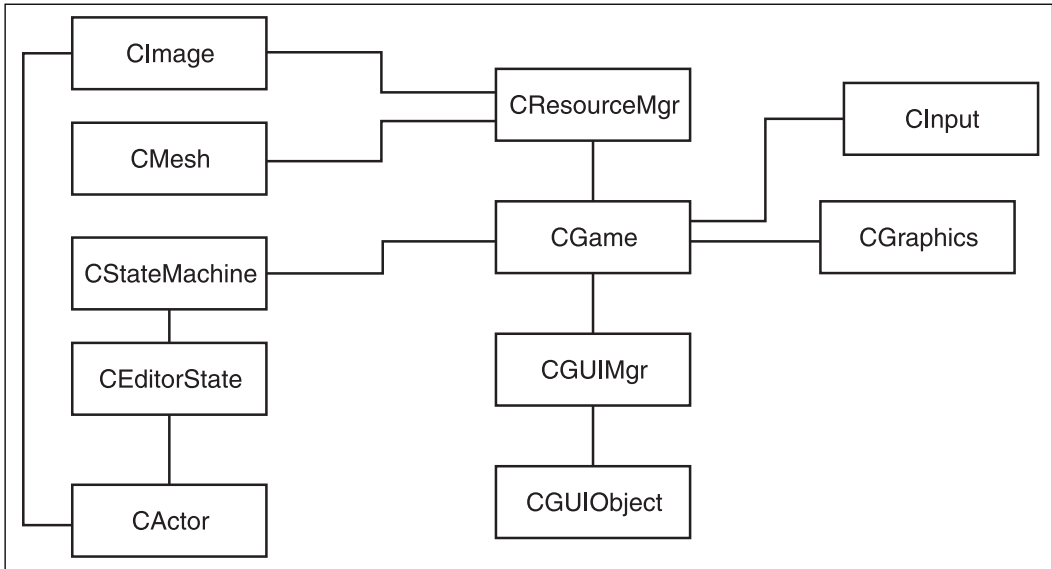 CImage
CResourceMgr
CInput
CMesh
CGame
CGraphics
CStateMachine
CEditorState
CGUIMgr
CActor
CGUIObject